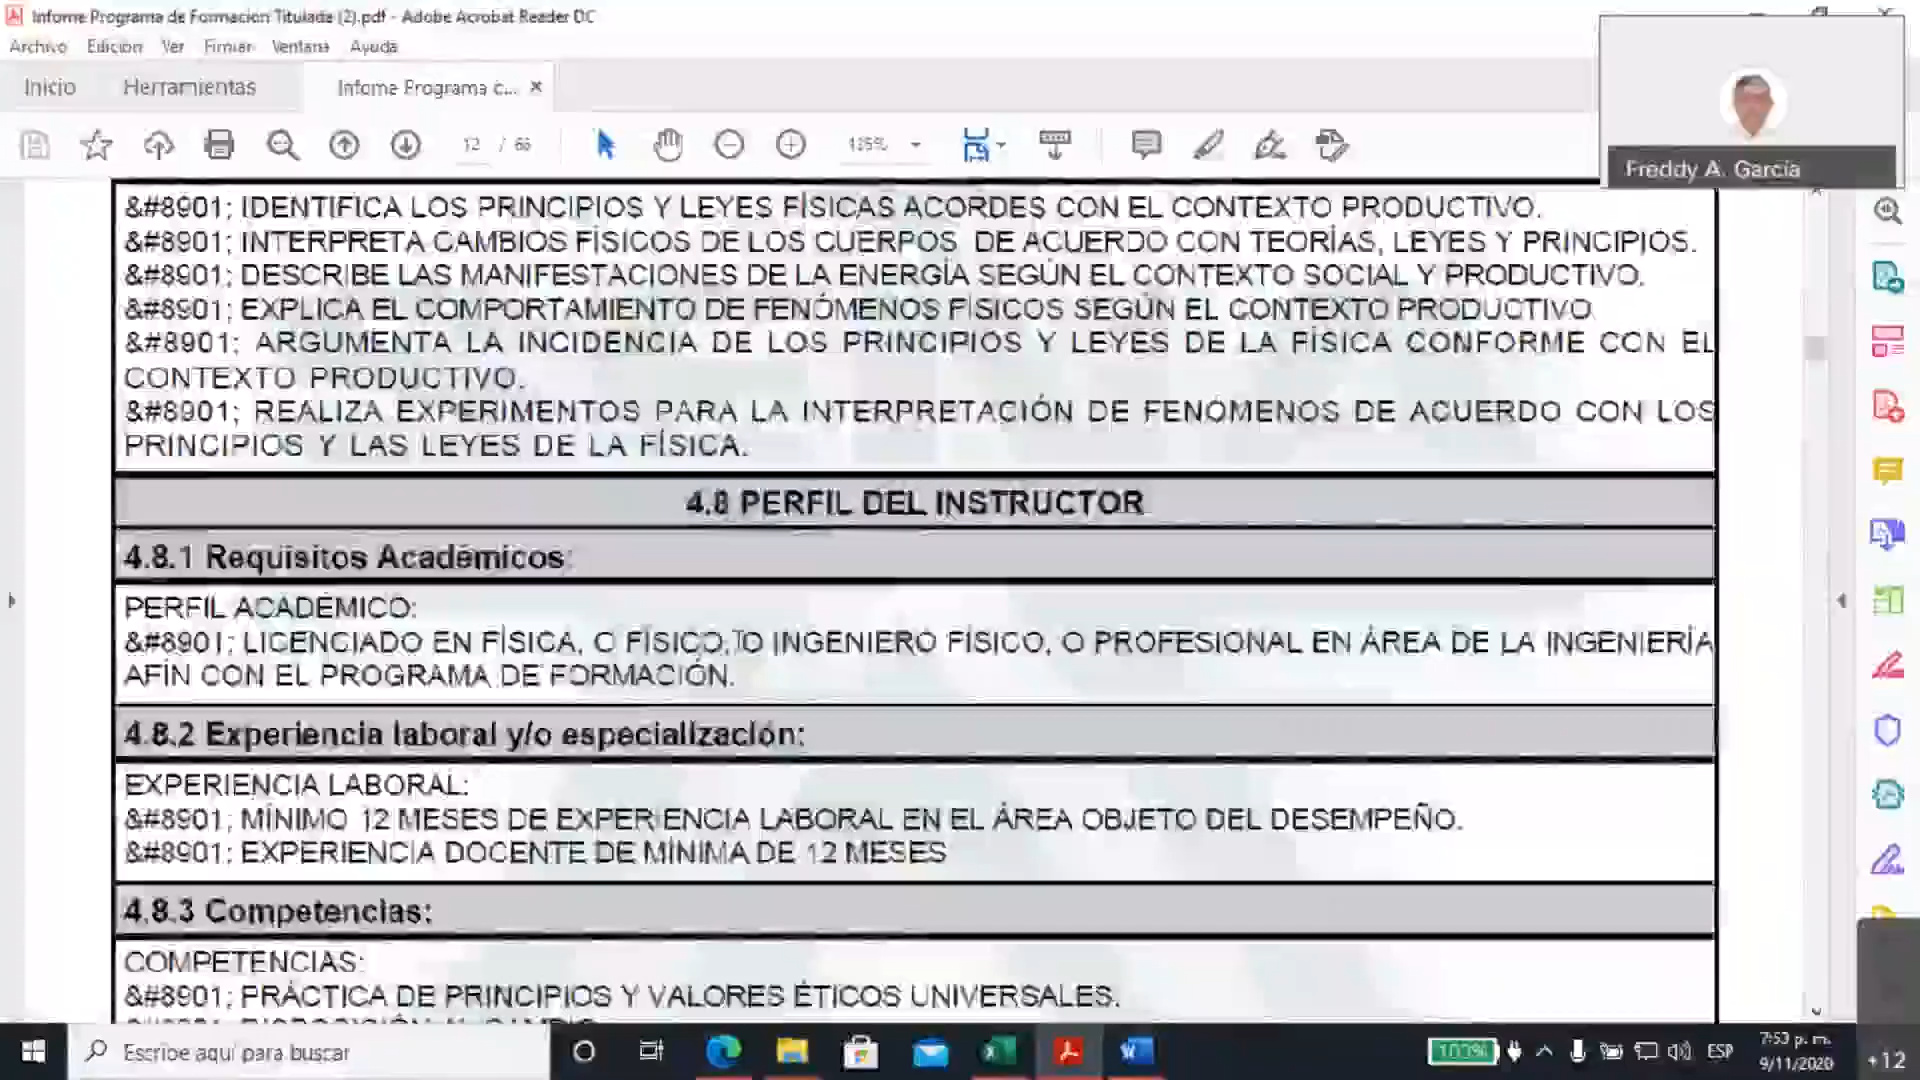 Informe Programa de Formacion Titulada (2).pdf - Adobe Acrobat Reader DC
Archivo Edición Ver Firmar Ventana Ayuda
Inicio Herramientas Infome Programa c...
12 / 66
Freddy A. García
&#8901; IDENTIFICA LOS PRINCIPIOS Y LEYES FÍSICAS ACORDES CON EL CONTEXTO PRODUCTIVO.
&#8901; INTERPRETA CAMBIOS FÍSICOS DE LOS CUERPOS DE ACUERDO CON TEORÍAS, LEYES Y PRINCIPIOS.
&#8901; DESCRIBE LAS MANIFESTACIONES DE LA ENERGÍA SEGÚN EL CONTEXTO SOCIAL Y PRODUCTIVO.
&#8901; EXPLICA EL COMPORTAMIENTO DE FENÓMENOS FÍSICOS SEGÚN EL CONTEXTO PRODUCTIVO.
&#8901; ARGUMENTA LA INCIDENCIA DE LOS PRINCIPIOS Y LEYES DE LA FÍSICA CONFORME CON EL
CONTEXTO PRODUCTIVO.
&#8901; REALIZA EXPERIMENTOS PARA LA INTERPRETACIÓN DE FENÓMENOS DE ACUERDO CON LOS
PRINCIPIOS Y LAS LEYES DE LA FÍSICA.
4.8 PERFIL DEL INSTRUCTOR
4.8.1 Requisitos Académicos:
PERFIL ACADÉMICO:
&#8901; LICENCIADO EN FÍSICA, O FÍSICO, O INGENIERO FÍSICO, O PROFESIONAL EN ÁREA DE LA INGENIERÍA
AFÍN CON EL PROGRAMA DE FORMACIÓN.
4.8.2 Experiencia laboral y/o especialización:
EXPERIENCIA LABORAL:
&#8901; MÍNIMO 12 MESES DE EXPERIENCIA LABORAL EN EL ÁREA OBJETO DEL DESEMPEÑO.
&#8901; EXPERIENCIA DOCENTE DE MÍNIMA DE 12 MESES
4.8.3 Competencias:
COMPETENCIAS:
&#8901; PRÁCTICA DE PRINCIPIOS Y VALORES ÉTICOS UNIVERSALES.
Escribe aquí para buscar
100%
ESP
7:53 p. m.
9/11/2020
+12